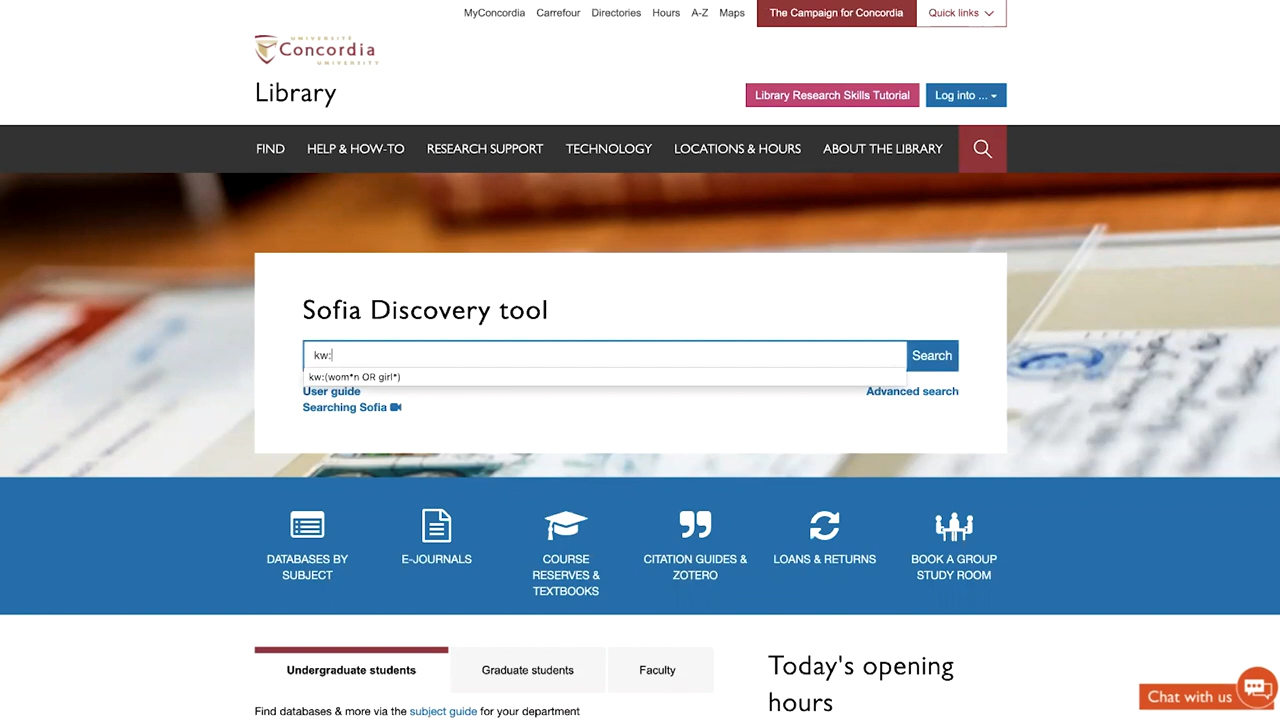 MyConcordia Carrefour Directories Hours A-Z Maps The Campaign for Concordia Quick links
UNIVERSITÉ
Concordia
UNIVERSITY
Library
Library Research Skills Tutorial Log into ...
FIND HELP & HOW-TO RESEARCH SUPPORT TECHNOLOGY LOCATIONS & HOURS ABOUT THE LIBRARY
Sofia Discovery tool
kw:
Search
kw:(wom*n OR girl*)
User guide
Advanced search
Searching Sofia
DATABASES BY
SUBJECT
E-JOURNALS
COURSE
RESERVES &
TEXTBOOKS
CITATION GUIDES &
ZOTERO
LOANS & RETURNS
BOOK A GROUP
STUDY ROOM
Undergraduate students Graduate students Faculty
Find databases & more via the subject guide for your department
Today's opening
hours
Chat with us